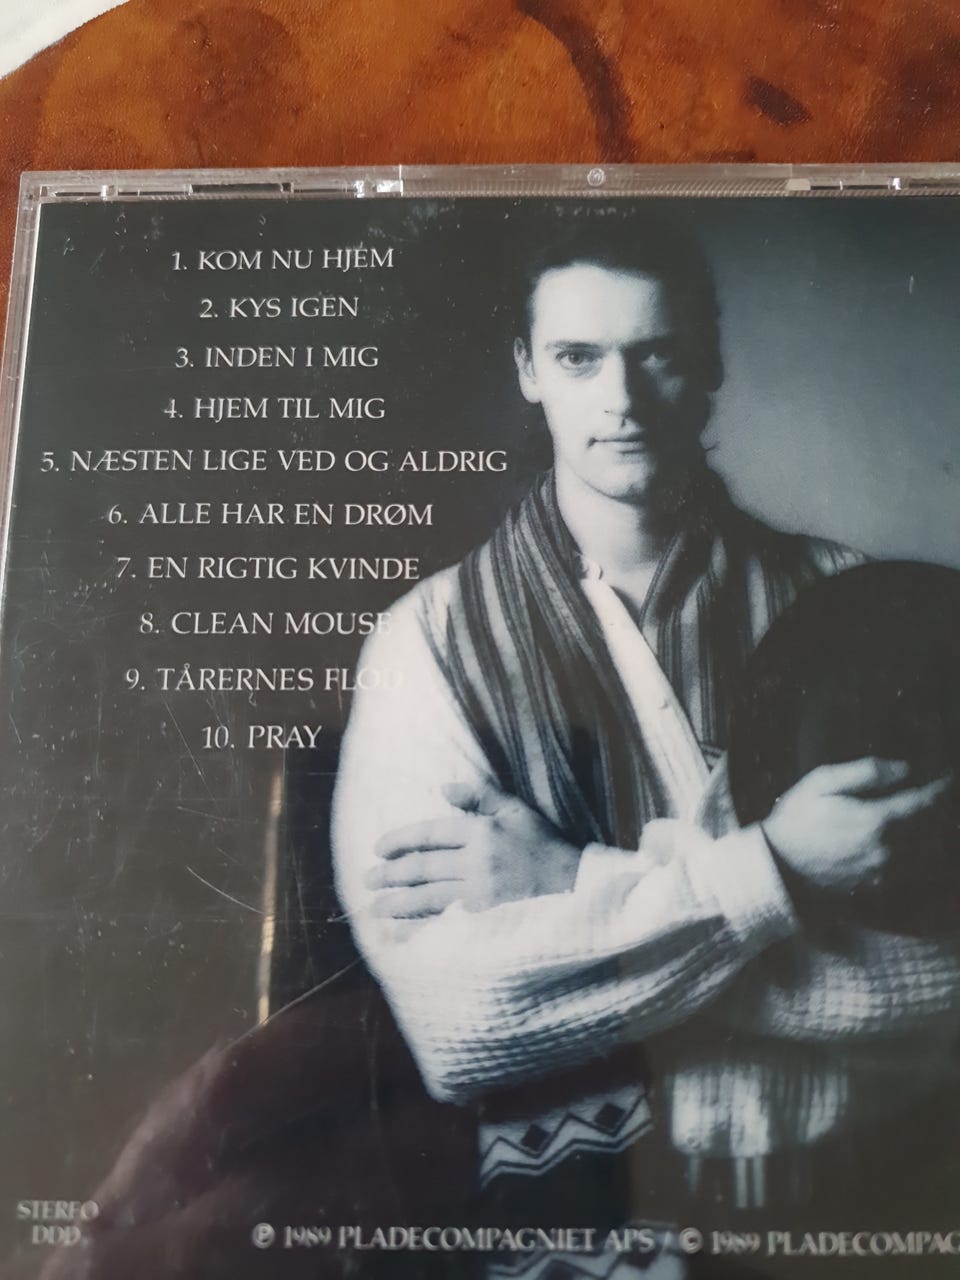 1. KOM NU HJEM
2. KYS IGEN
3. INDEN I MIG
4. HJEM TIL MIG
5. NÆSTEN LIGE VED OG ALDRIG
6. ALLE HAR EN DRØM
7. EN RIGTIG KVINDE
8. CLEAN MOUSE
9. TÅRERNES FLOD
10. PRAY
STEREO
DDD
℗ 1989 PLADECOMPAGNIET APS / © 1989 PLADECOMPAG